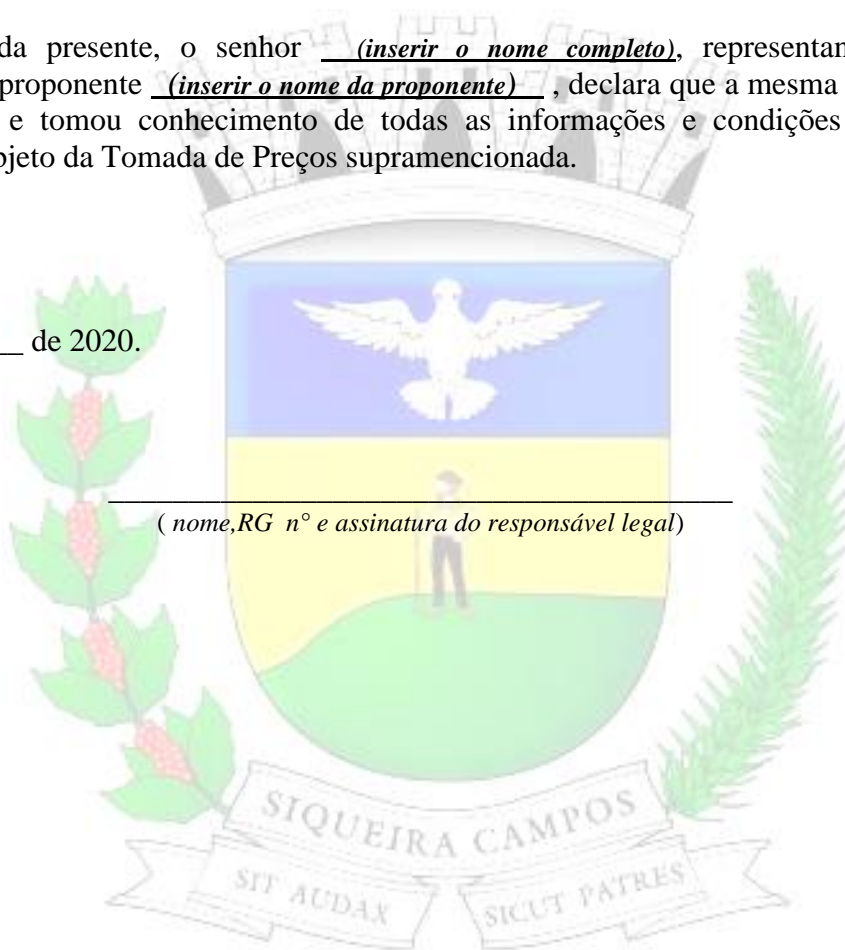 da presente, o senhor (inserir o nome completo), representan
proponente (inserir o nome da proponente) , declara que a mesma
e tomou conhecimento de todas as informações e condições
jeto da Tomada de Preços supramencionada.
__ de 2020.
( nome,RG n° e assinatura do responsável legal)
SIQUEIRA CAMPOS
SIT AUDAX SICUT PATRES